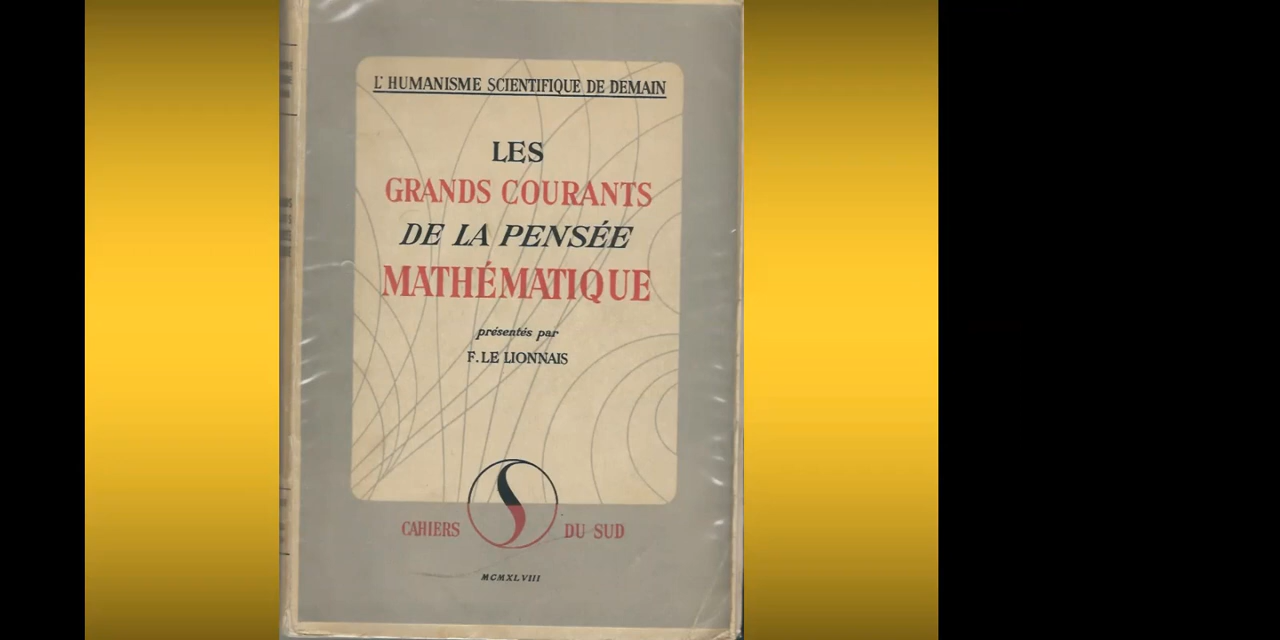 L'HUMANISME SCIENTIFIQUE DE DEMAIN
LES
GRANDS COURANTS
DE LA PENSÉE
MATHÉMATIQUE
présentés par
F. LE LIONNAIS
CAHIERS DU SUD
MCMXLVIII